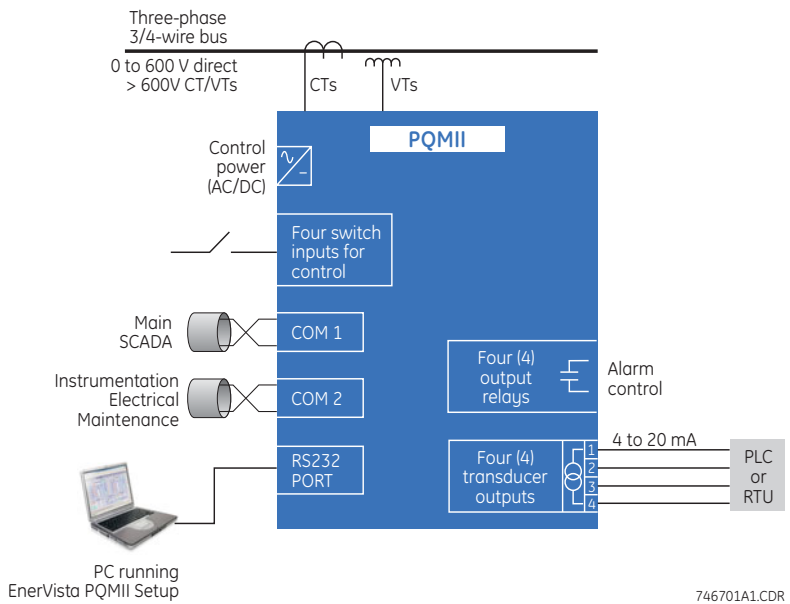 Three-phase
3/4-wire bus
0 to 600 V direct
> 600V CT/VTs
CTs
VTs
PQMII
Control
power
(AC/DC)
Four switch
inputs for
control
Main
SCADA
COM 1
Instrumentation
Electrical
Maintenance
COM 2
RS232
PORT
Four (4)
output
relays
Alarm
control
Four (4)
transducer
outputs
1
2
3
4
4 to 20 mA
PLC
or
RTU
PC running
EnerVista PQMII Setup
746701A1.CDR